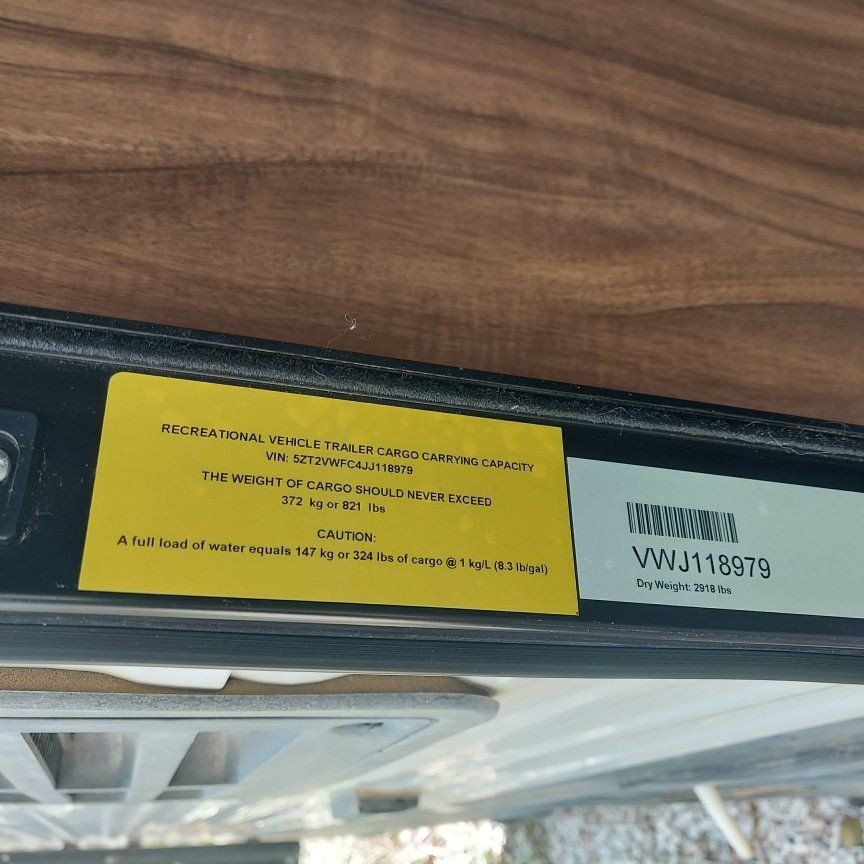 RECREATIONAL VEHICLE TRAILER CARGO CARRYING CAPACITY
VIN: 5ZT2VWFC4JJ118979
THE WEIGHT OF CARGO SHOULD NEVER EXCEED
372 kg or 821 lbs
CAUTION:
A full load of water equals 147 kg or 324 lbs of cargo @ 1 kg/L (8.3 lb/gal)
VWJ118979
Dry Weight: 2918 lbs